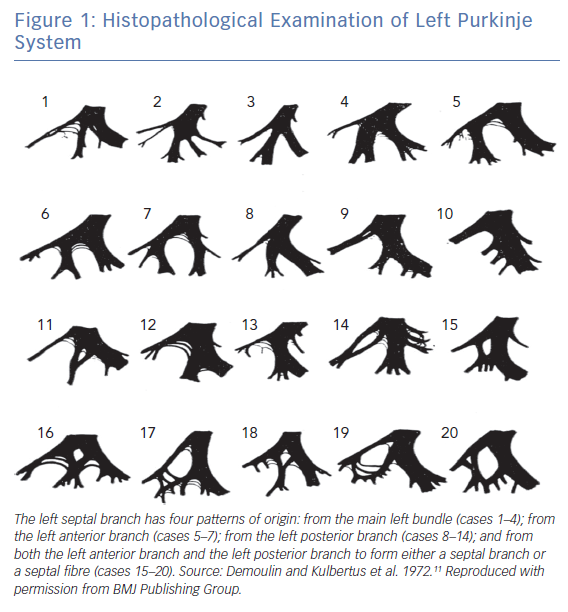 Figure 1: Histopathological Examination of Left Purkinje
System
1 2 3 4 5
6 7 8 9 10
11 12 13 14 15
16 17 18 19 20
The left septal branch has four patterns of origin: from the main left bundle (cases 1–4); from
the left anterior branch (cases 5–7); from the left posterior branch (cases 8–14); and from
both the left anterior branch and the left posterior branch to form either a septal branch or
a septal fibre (cases 15–20). Source: Demoulin and Kulbertus et al. 1972.¹¹ Reproduced with
permission from BMJ Publishing Group.